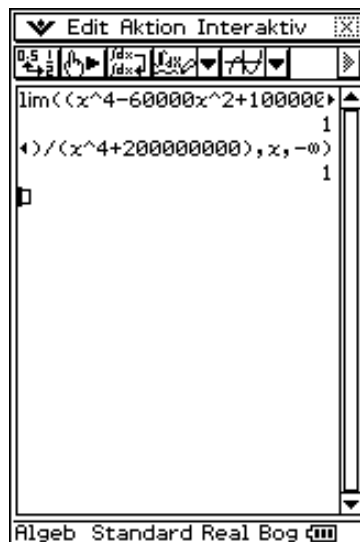 Edit Aktion Interaktiv
lim((x^4-60000x^2+100000
1
)/(x^4+200000000),x,-∞)
1
Algeb Standard Real Bog